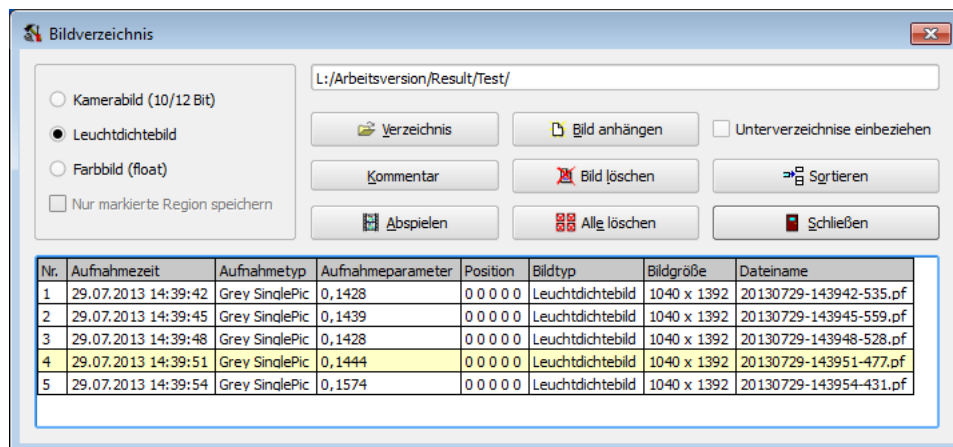 Bildverzeichnis
L:/Arbeitsversion/Result/Test/
Kamerabild (10/12 Bit)
Leuchtdichtebild
Farbbild (float)
Nur markierte Region speichern
Verzeichnis
Bild anhängen
Unterverzeichnise einbeziehen
Kommentar
Bild löschen
Sortieren
Abspielen
Alle löschen
Schließen
Nr. Aufnahmezeit Aufnahmetyp Aufnahmeparameter Position Bildtyp Bildgröße Dateiname
1 29.07.2013 14:39:42 Grey SinglePic 0,1428 0 0 0 0 0 Leuchtdichtebild 1040 x 1392 20130729-143942-535.pf
2 29.07.2013 14:39:45 Grey SinglePic 0,1439 0 0 0 0 0 Leuchtdichtebild 1040 x 1392 20130729-143945-559.pf
3 29.07.2013 14:39:48 Grey SinglePic 0,1428 0 0 0 0 0 Leuchtdichtebild 1040 x 1392 20130729-143948-528.pf
4 29.07.2013 14:39:51 Grey SinglePic 0,1444 0 0 0 0 0 Leuchtdichtebild 1040 x 1392 20130729-143951-477.pf
5 29.07.2013 14:39:54 Grey SinglePic 0,1574 0 0 0 0 0 Leuchtdichtebild 1040 x 1392 20130729-143954-431.pf